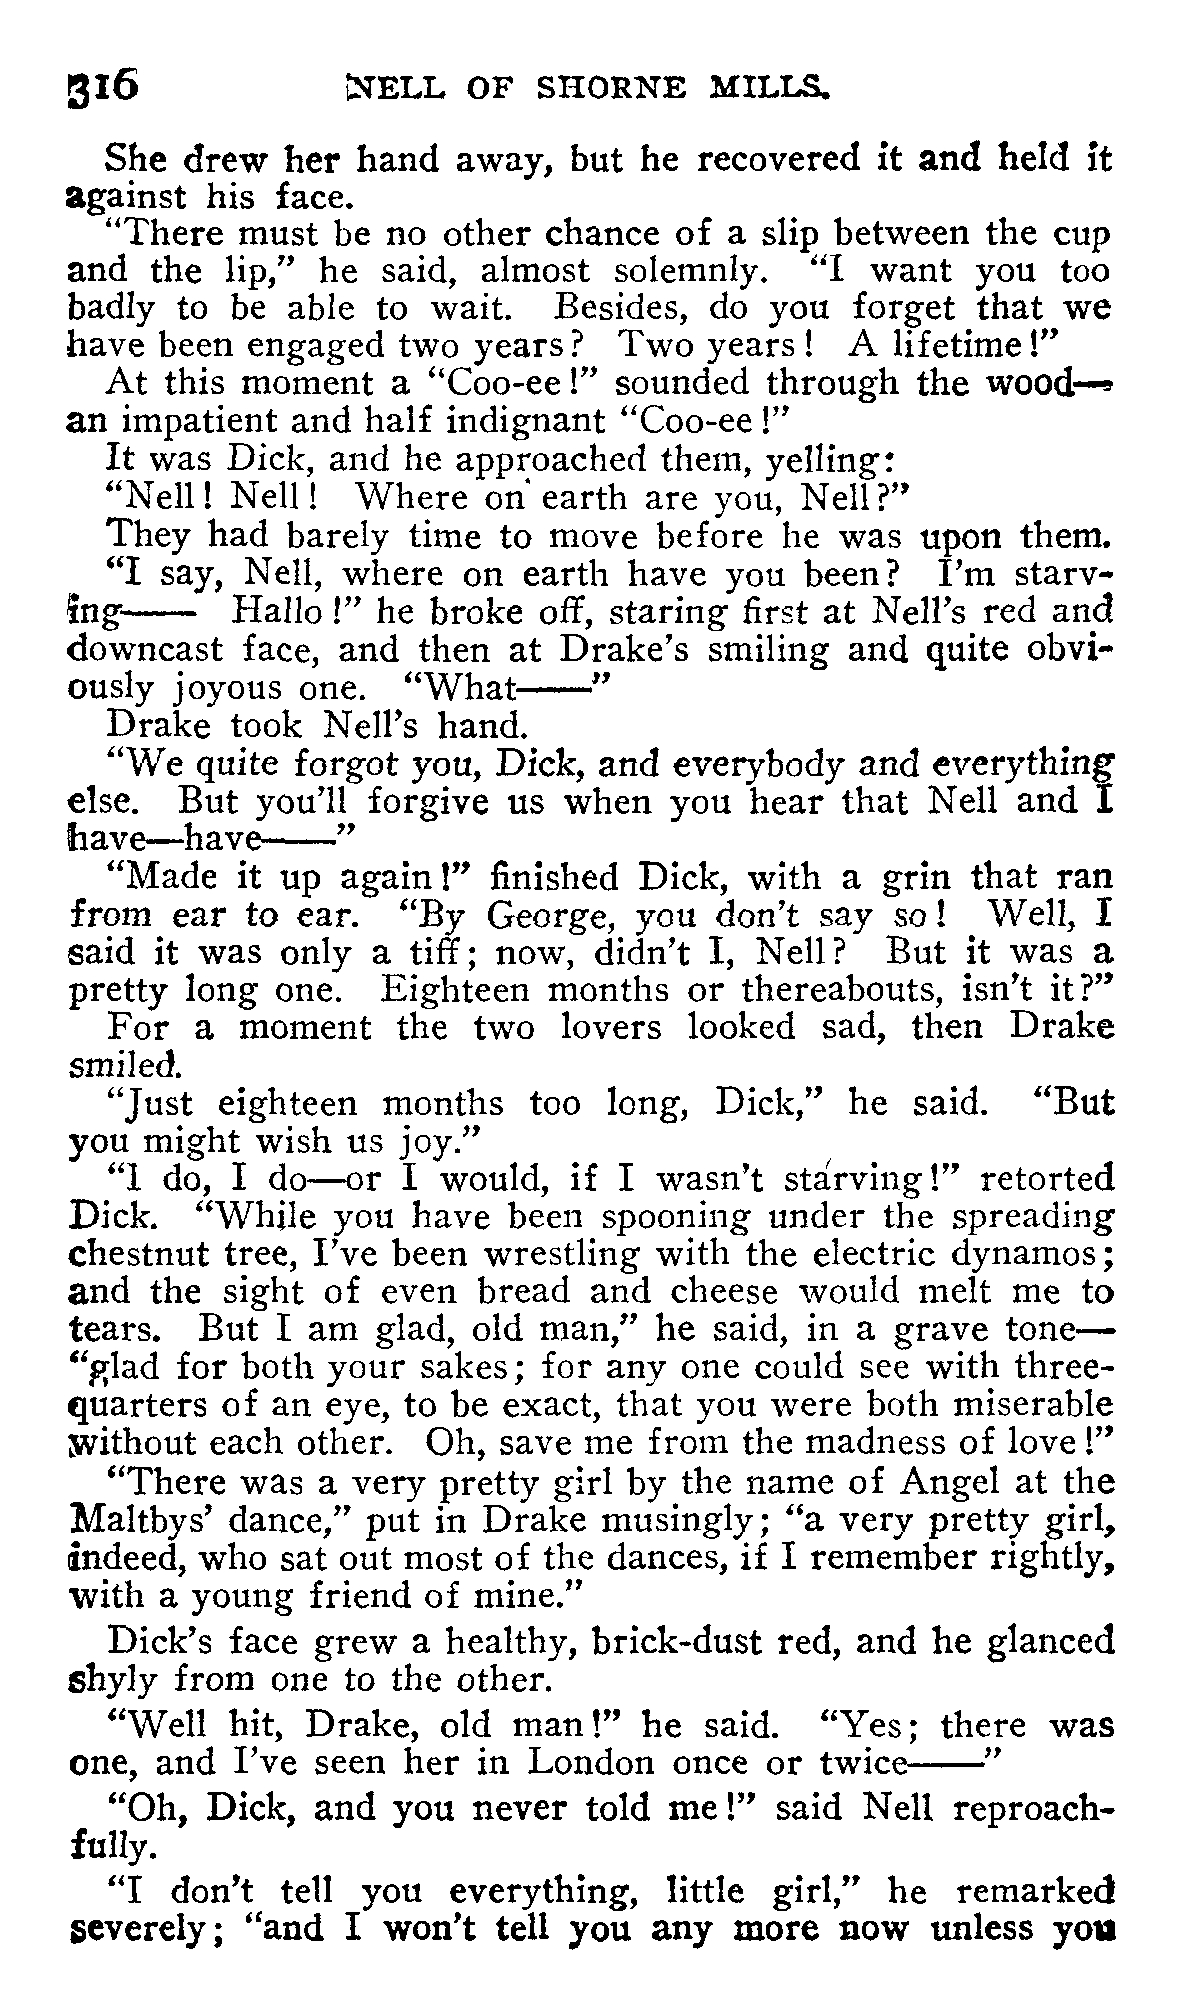 316 NELL OF SHORNE MILLS.
She drew her hand away, but he recovered it and held it
against his face.
“There must be no other chance of a slip between the cup
and the lip,” he said, almost solemnly. “I want you too
badly to be able to wait. Besides, do you forget that we
have been engaged two years? Two years! A lifetime!”
At this moment a “Coo-ee!” sounded through the wood—
an impatient and half indignant “Coo-ee!”
It was Dick, and he approached them, yelling:
“Nell! Nell! Where on earth are you, Nell?”
They had barely time to move before he was upon them.
“I say, Nell, where on earth have you been? I’m starv-
ing—— Hallo!” he broke off, staring first at Nell’s red and
downcast face, and then at Drake’s smiling and quite obvi-
ously joyous one. “What——”
Drake took Nell’s hand.
“We quite forgot you, Dick, and everybody and everything
else. But you’ll forgive us when you hear that Nell and I
have—have——”
“Made it up again!” finished Dick, with a grin that ran
from ear to ear. “By George, you don’t say so! Well, I
said it was only a tiff; now, didn’t I, Nell? But it was a
pretty long one. Eighteen months or thereabouts, isn’t it?”
For a moment the two lovers looked sad, then Drake
smiled.
“Just eighteen months too long, Dick,” he said. “But
you might wish us joy.”
“I do, I do—or I would, if I wasn’t starving!” retorted
Dick. “While you have been spooning under the spreading
chestnut tree, I’ve been wrestling with the electric dynamos;
and the sight of even bread and cheese would melt me to
tears. But I am glad, old man,” he said, in a grave tone—
“glad for both your sakes; for any one could see with three-
quarters of an eye, to be exact, that you were both miserable
without each other. Oh, save me from the madness of love!”
“There was a very pretty girl by the name of Angel at the
Maltbys’ dance,” put in Drake musingly; “a very pretty girl,
indeed, who sat out most of the dances, if I remember rightly,
with a young friend of mine.”
Dick’s face grew a healthy, brick-dust red, and he glanced
shyly from one to the other.
“Well hit, Drake, old man!” he said. “Yes; there was
one, and I’ve seen her in London once or twice——”
“Oh, Dick, and you never told me!” said Nell reproach-
fully.
“I don’t tell you everything, little girl,” he remarked
severely; “and I won’t tell you any more now unless you